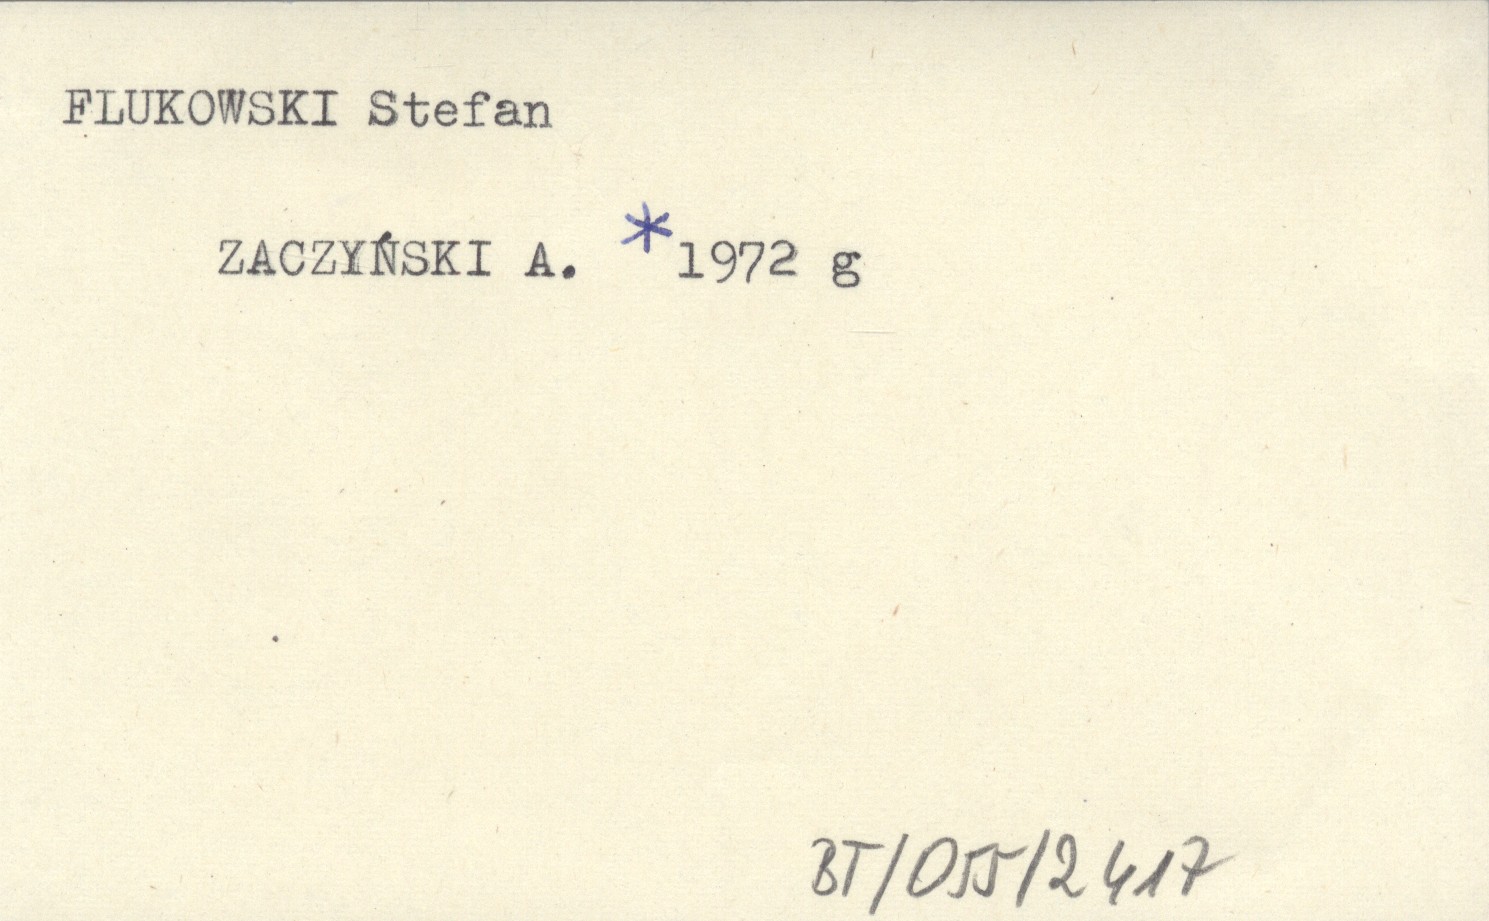 FLUKOWSKI Stefan
ZACZYŃSKI A. *1972 g
BT/055/2417